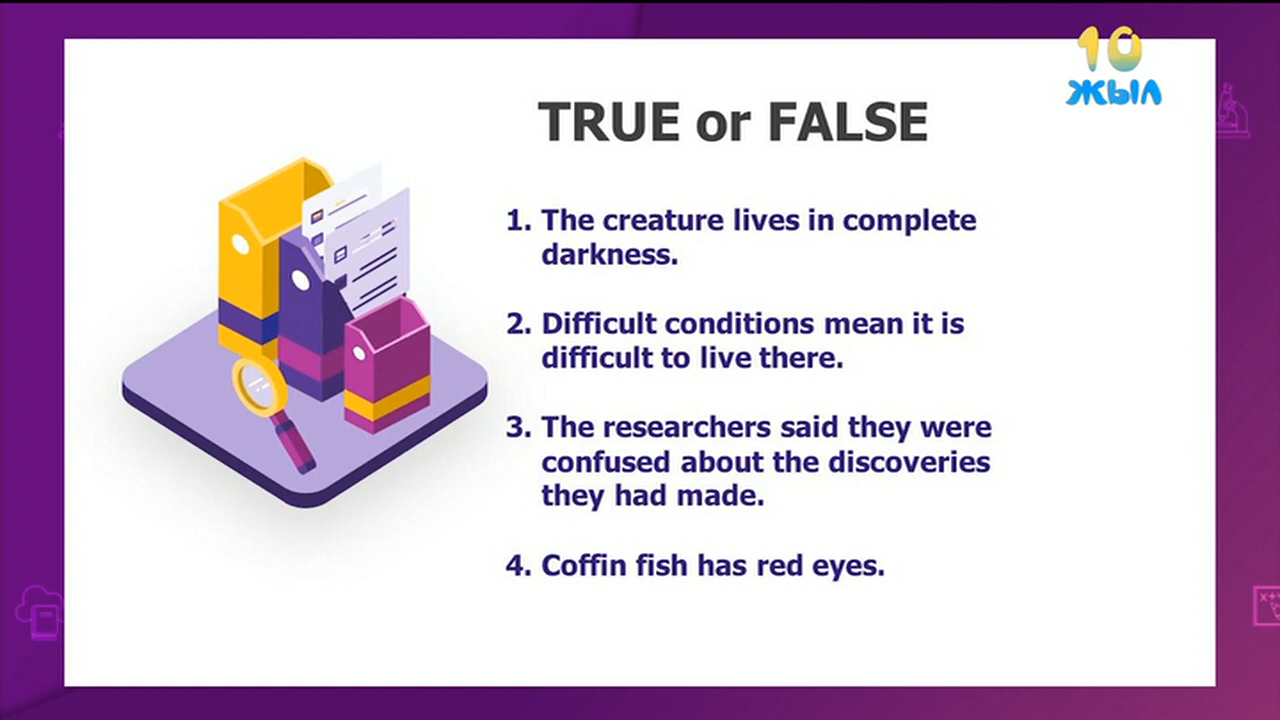 10
ЖЫЛ
TRUE or FALSE
1. The creature lives in complete
darkness.
2. Difficult conditions mean it is
difficult to live there.
3. The researchers said they were
confused about the discoveries
they had made.
4. Coffin fish has red eyes.